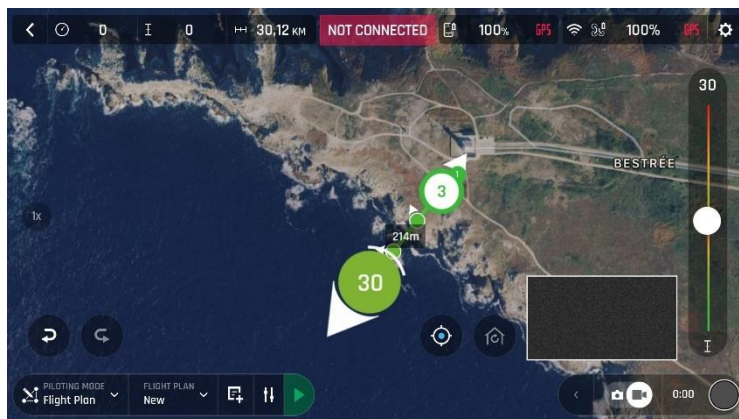 0
0
30,12 KM
NOT CONNECTED
100%
GPS
100%
GPS
30
BESTRÉE
1
3
1x
214m
30
PILOTING MODE
Flight Plan
FLIGHT PLAN
New
0:00